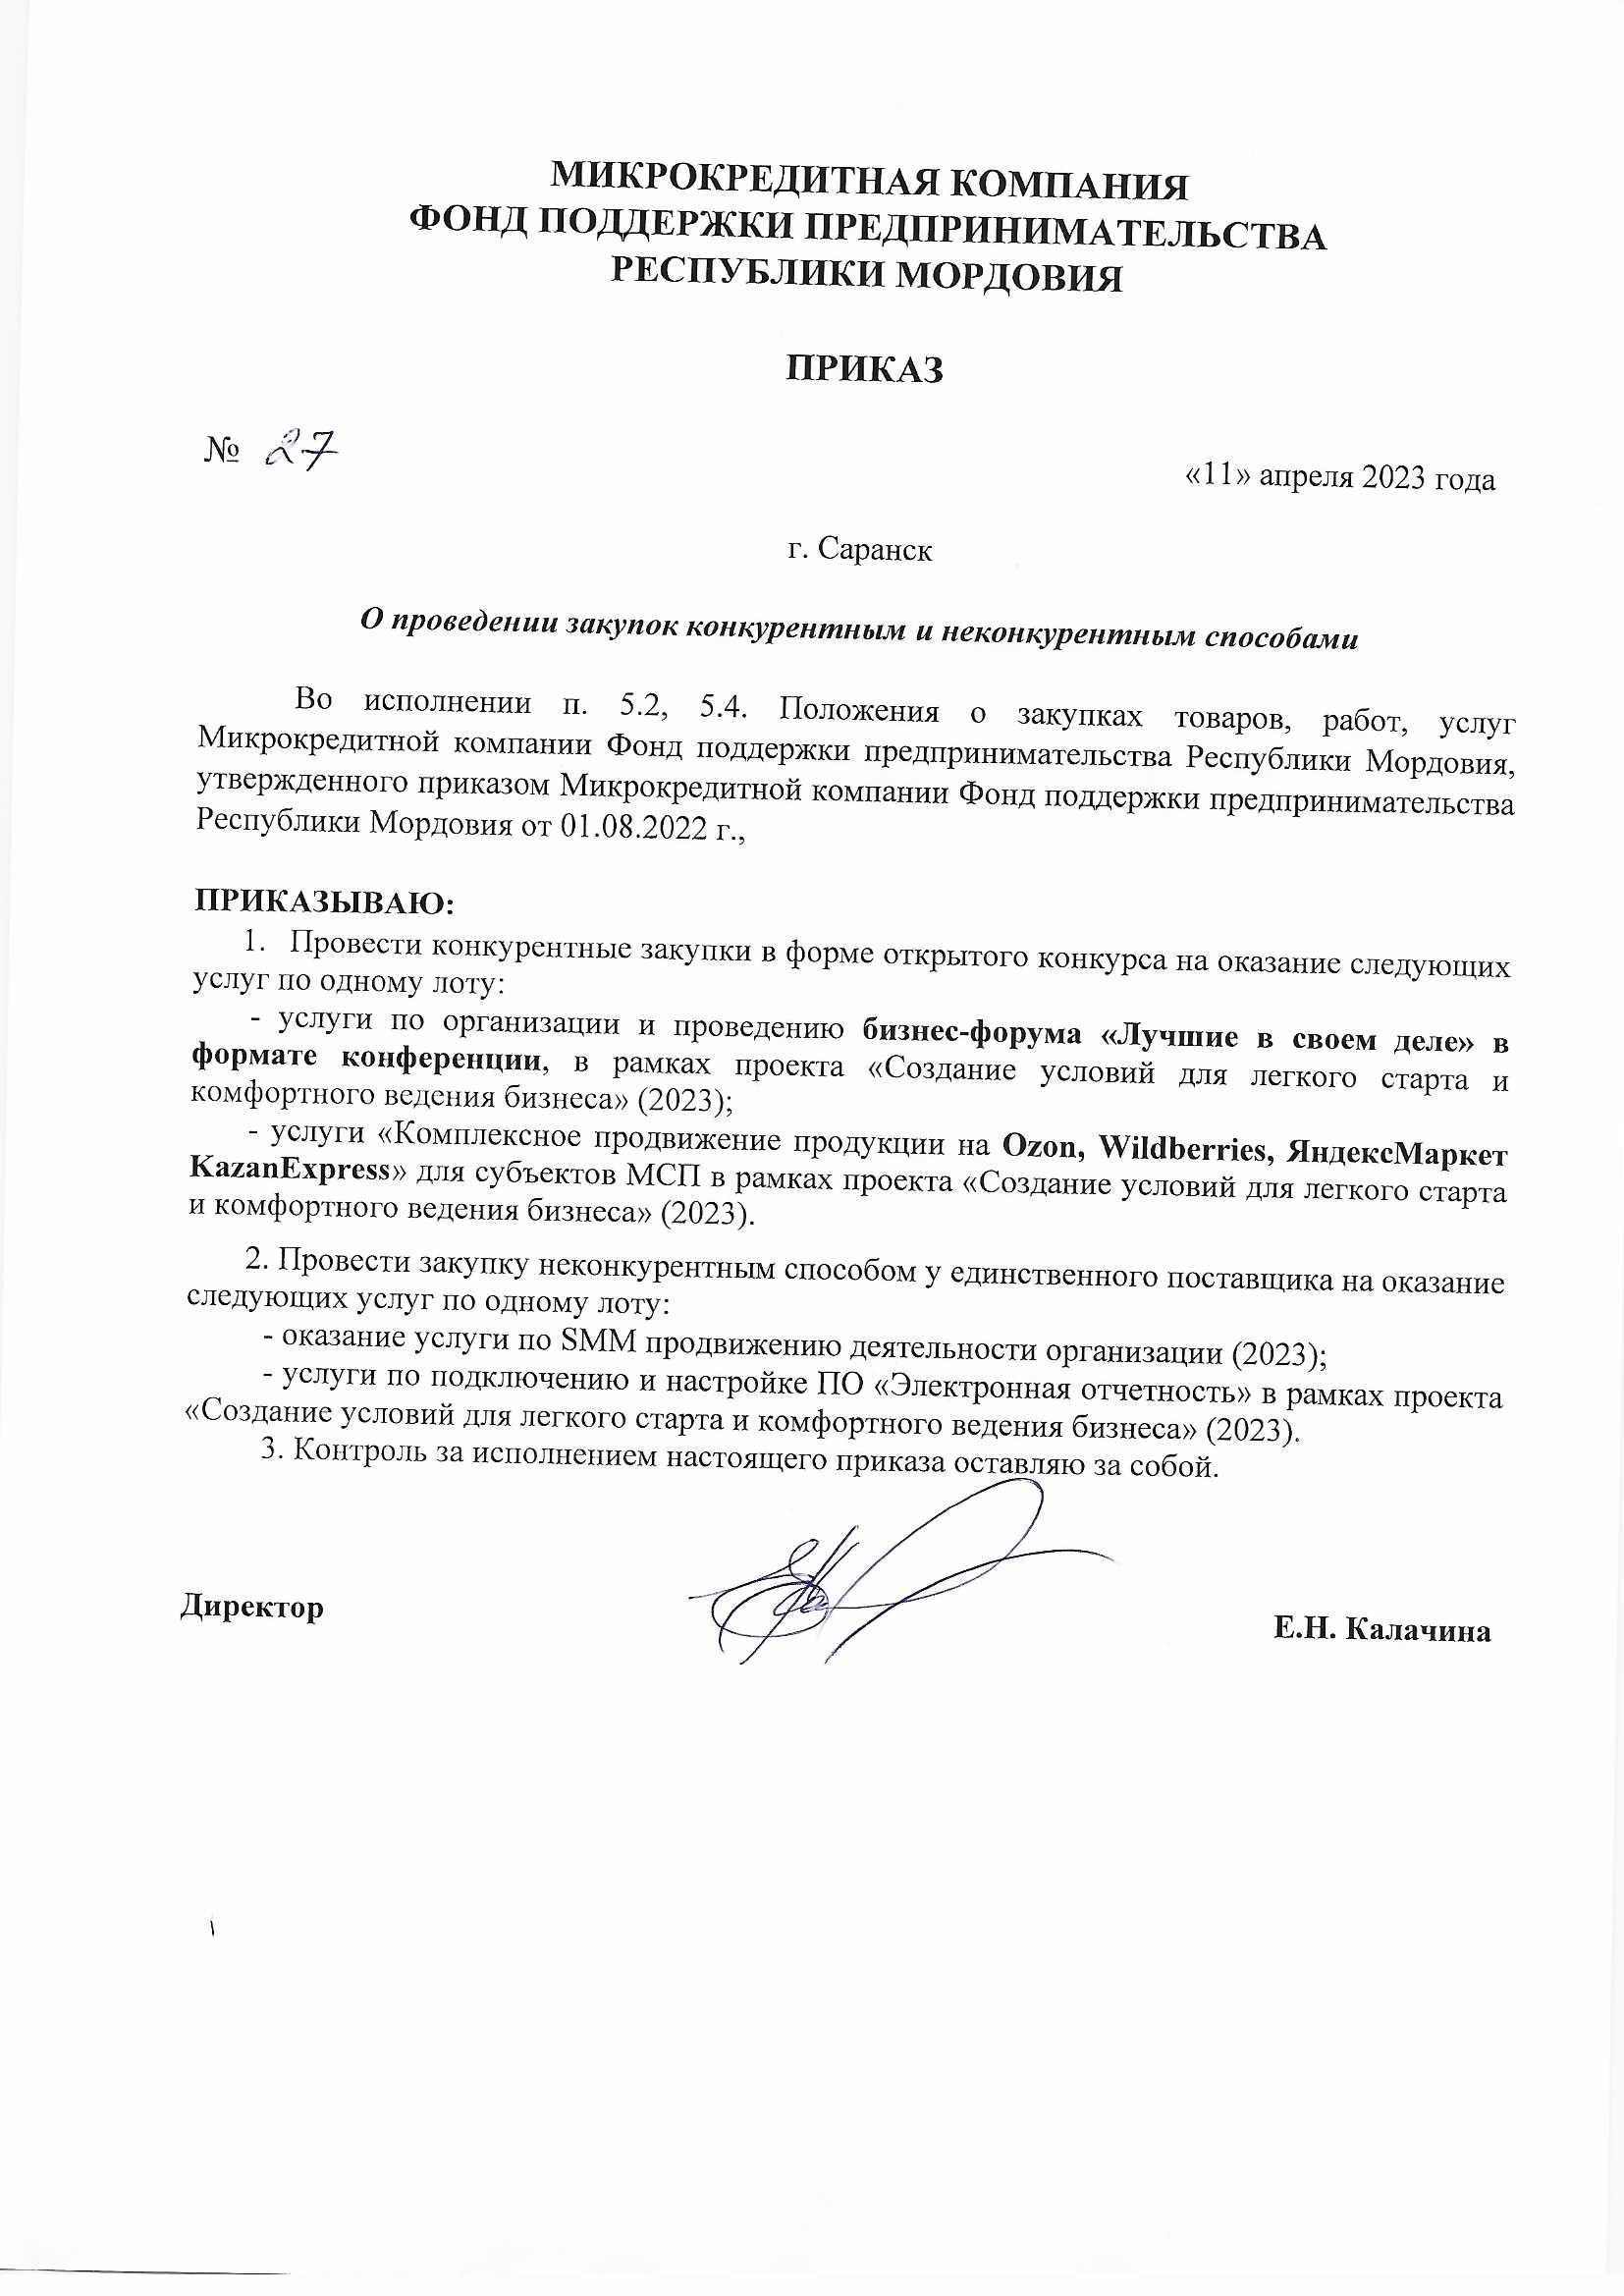 МИКРОКРЕДИТНАЯ КОМПАНИЯ
ФОНД ПОДДЕРЖКИ ПРЕДПРИНИМАТЕЛЬСТВА
РЕСПУБЛИКИ МОРДОВИЯ
ПРИКАЗ
№ 27
«11» апреля 2023 года
г. Саранск
О проведении закупок конкурентным и неконкурентным способами
Во исполнении п. 5.2, 5.4. Положения о закупках товаров, работ, услуг
Микрокредитной компании Фонд поддержки предпринимательства Республики Мордовия,
утвержденного приказом Микрокредитной компании Фонд поддержки предпринимательства
Республики Мордовия от 01.08.2022 г.,
ПРИКАЗЫВАЮ:
1. Провести конкурентные закупки в форме открытого конкурса на оказание следующих
услуг по одному лоту:
- услуги по организации и проведению бизнес-форума «Лучшие в своем деле» в
формате конференции, в рамках проекта «Создание условий для легкого старта и
комфортного ведения бизнеса» (2023);
- услуги «Комплексное продвижение продукции на Ozon, Wildberries, ЯндексМаркет
KazanExpress» для субъектов МСП в рамках проекта «Создание условий для легкого старта
и комфортного ведения бизнеса» (2023).
2. Провести закупку неконкурентным способом у единственного поставщика на оказание
следующих услуг по одному лоту:
- оказание услуги по SMM продвижению деятельности организации (2023);
- услуги по подключению и настройке ПО «Электронная отчетность» в рамках проекта
«Создание условий для легкого старта и комфортного ведения бизнеса» (2023).
3. Контроль за исполнением настоящего приказа оставляю за собой.
Директор
Е.Н. Калачина